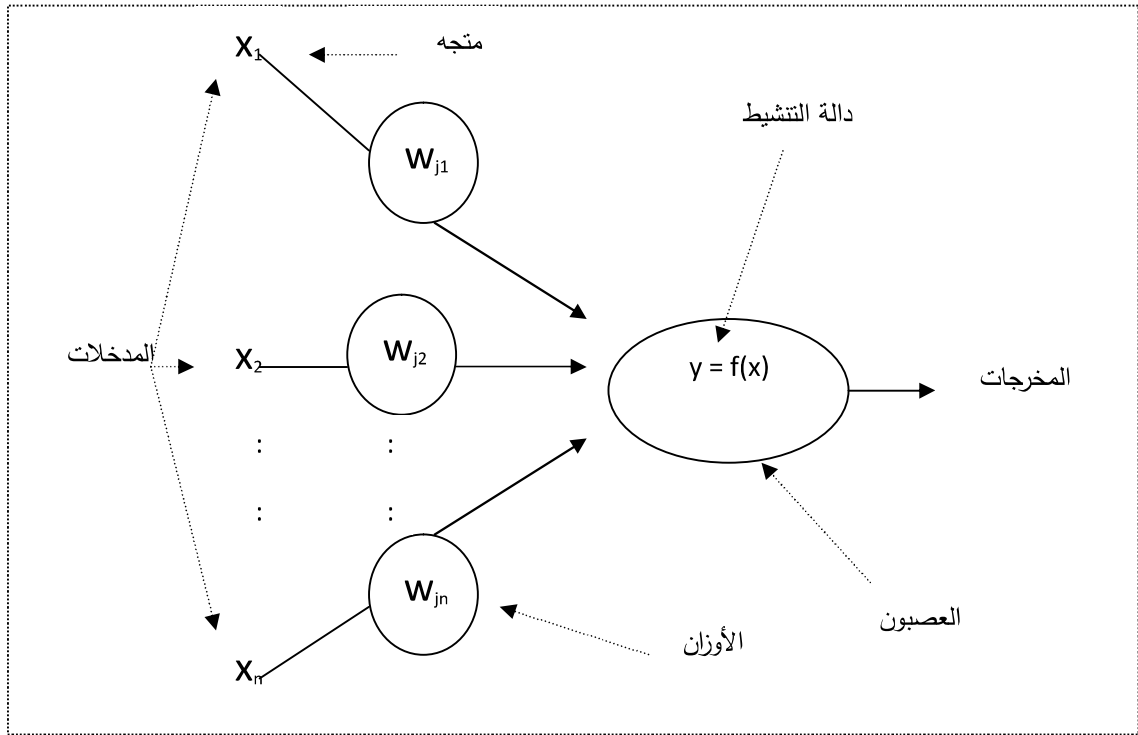 X1
متجه
دالة التنشيط
Wj1
المدخلات
X2
Wj2
y = f(x)
المخرجات
: :
: :
Wjn
العصبون
الأوزان
Xn